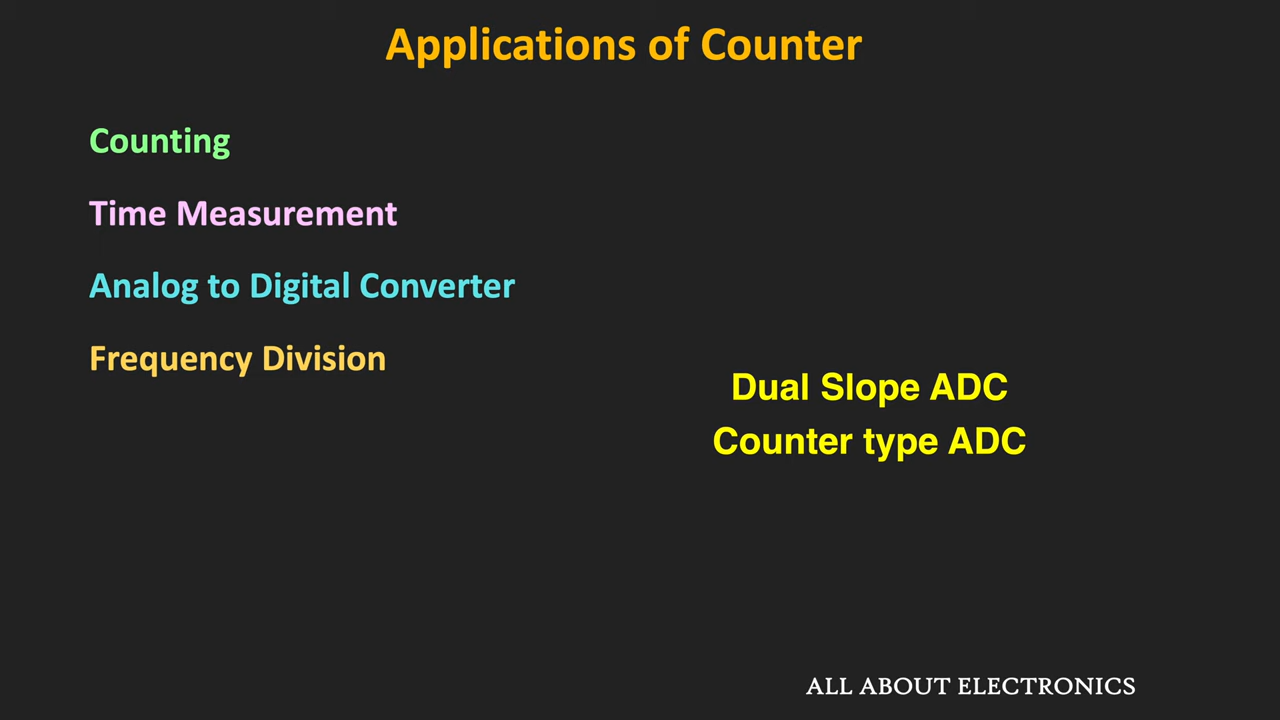 Applications of Counter
Counting
Time Measurement
Analog to Digital Converter
Frequency Division
Dual Slope ADC
Counter type ADC
ALL ABOUT ELECTRONICS